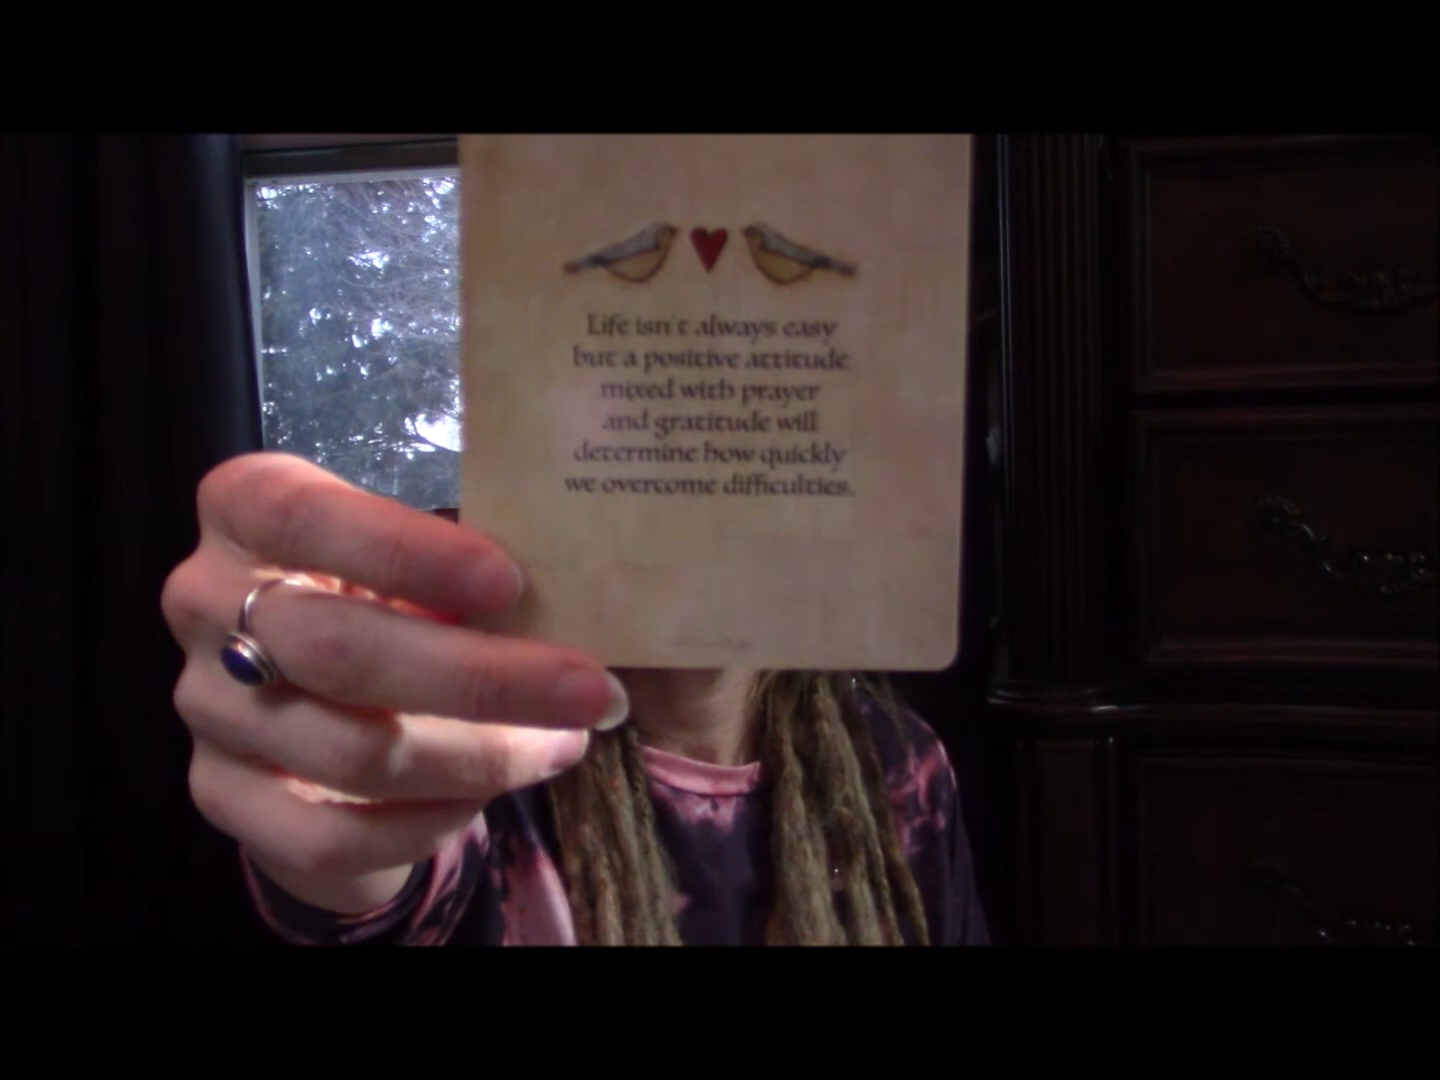 Life isn't always easy
but a positive attitude
mixed with prayer
and gratitude will
determine how quickly
we overcome difficulties.